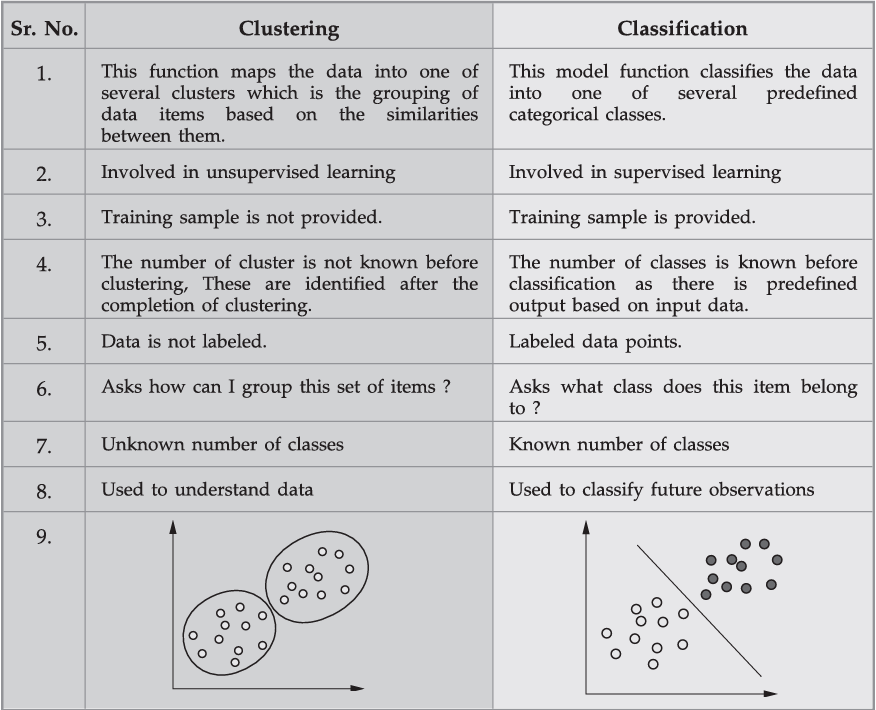 Sr. No. Clustering Classification
1. This function maps the data into one of
several clusters which is the grouping of
data items based on the similarities
between them.
This model function classifies the data
into one of several predefined
categorical classes.
2. Involved in unsupervised learning
Involved in supervised learning
3. Training sample is not provided.
Training sample is provided.
4. The number of cluster is not known before
clustering, These are identified after the
completion of clustering.
The number of classes is known before
classification as there is predefined
output based on input data.
5. Data is not labeled.
Labeled data points.
6. Asks how can I group this set of items ?
Asks what class does this item belong
to ?
7. Unknown number of classes
Known number of classes
8. Used to understand data
Used to classify future observations
9.